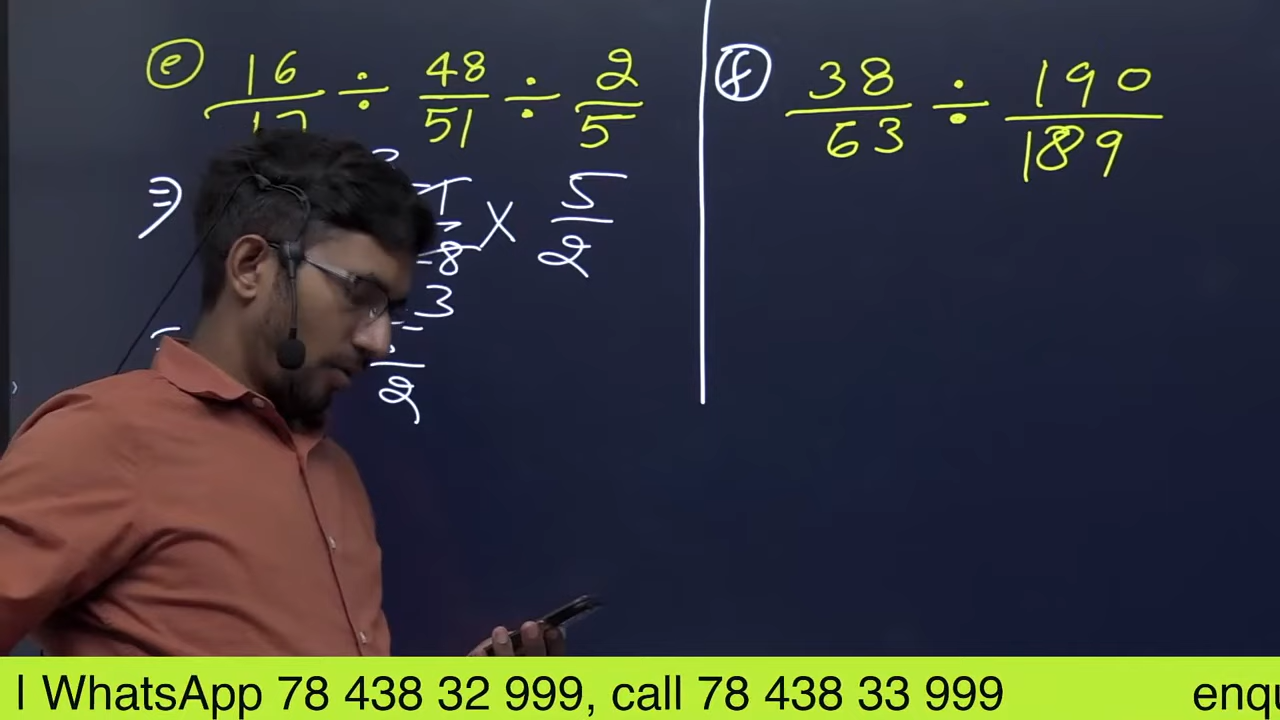 e 16/17 ÷ 48/51 ÷ 2/5
⇒ × 5/2
3
2
f 38/63 ÷ 190/189
I WhatsApp 78 438 32 999, call 78 438 33 999 enqu